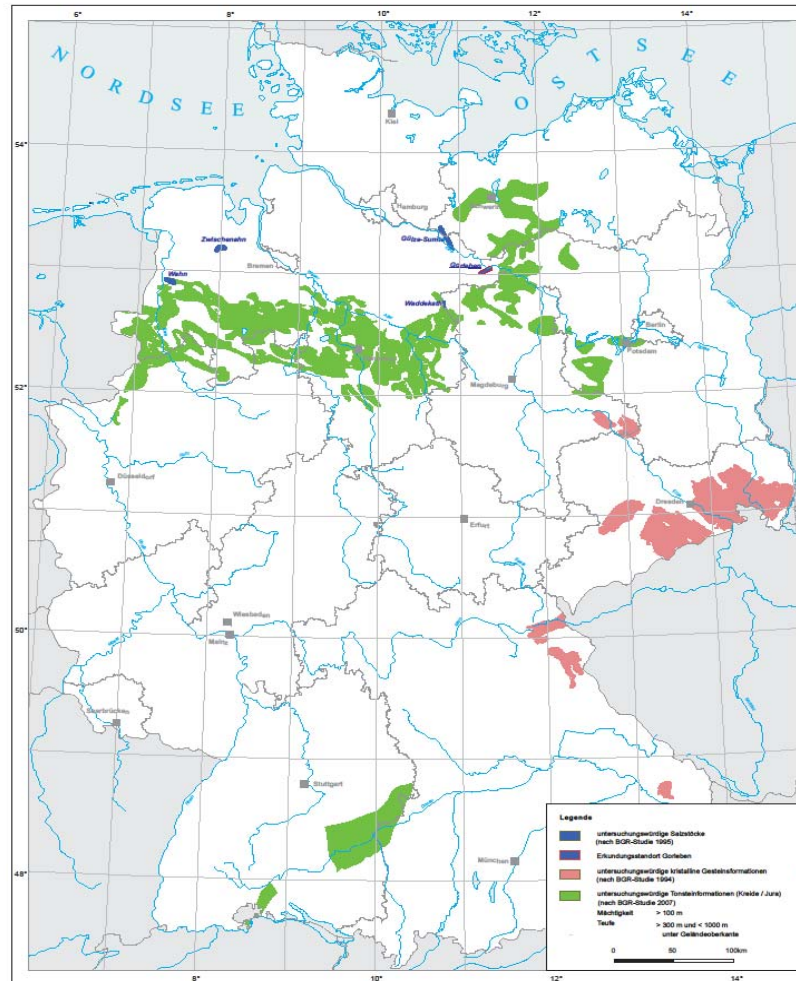 6° 8° 10° 12° 14°
NORDSEE
OSTSEE
Kiel
54°
Hamburg
Zwischenahn
Gülze-Sumte
Gorleben
Bremen
Wahn
Waddekath
Berlin
Potsdam
52°
Magdeburg
Düsseldorf
Dresden
Erfurt
Wiesbaden
50°
Mainz
Saarbrücken
Stuttgart
München
48°
Legende
untersuchungswürdige Salzstöcke
(nach BGR-Studie 1995)
Erkundungsstandort Gorleben
untersuchungswürdige kristalline Gesteinsformationen
(nach BGR-Studie 1994)
untersuchungswürdige Tonsteinformationen (Kreide / Jura)
(nach BGR-Studie 2007)
Mächtigkeit > 100 m
Teufe > 300 m und < 1000 m
unter Geländeoberkante
0 50 100km
8° 10° 12° 14°